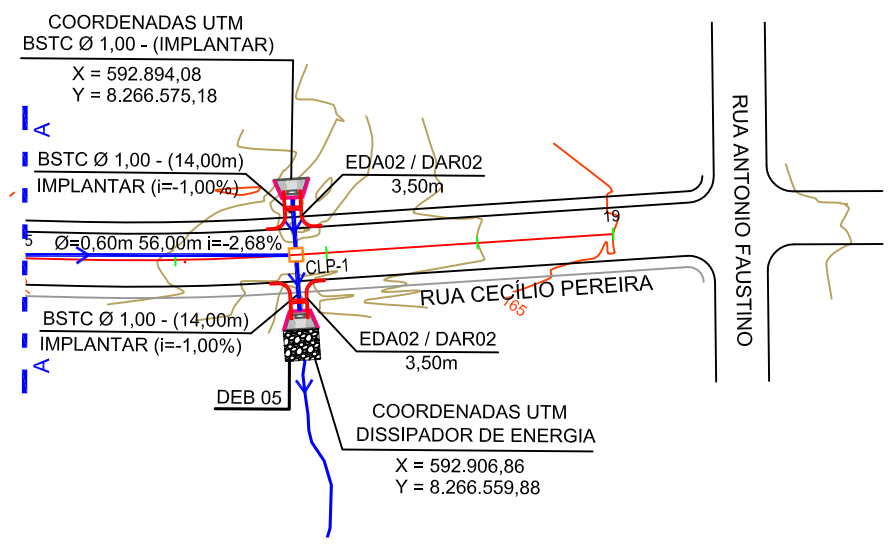 COORDENADAS UTM
BSTC Ø 1,00 - (IMPLANTAR)
X = 592.894,08
Y = 8.266.575,18
A
BSTC Ø 1,00 - (14,00m)
IMPLANTAR (i=-1,00%)
EDA02 / DAR02
3,50m
RUA ANTONIO FAUSTINO
19
5
Ø=0,60m 56,00m i=-2,68%
CLP-1
RUA CECÍLIO PEREIRA
165
BSTC Ø 1,00 - (14,00m)
IMPLANTAR (i=-1,00%)
EDA02 / DAR02
3,50m
A
DEB 05
COORDENADAS UTM
DISSIPADOR DE ENERGIA
X = 592.906,86
Y = 8.266.559,88